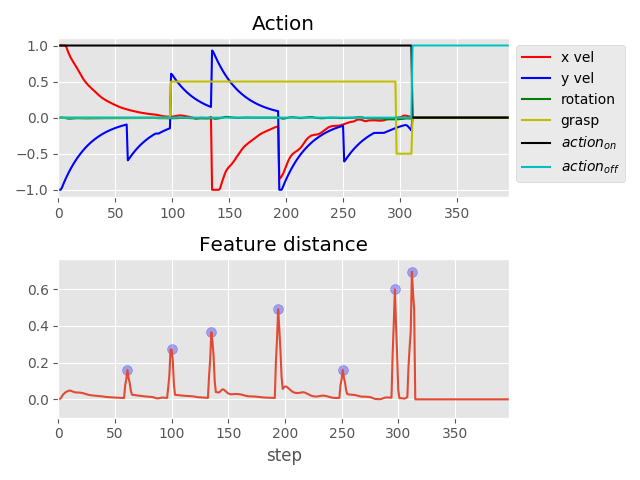 Action
1.0
0.5
0.0
−0.5
−1.0
0 50 100 150 200 250 300 350
x vel
y vel
rotation
grasp
action_on
action_off
Feature distance
0.6
0.4
0.2
0.0
0 50 100 150 200 250 300 350
step